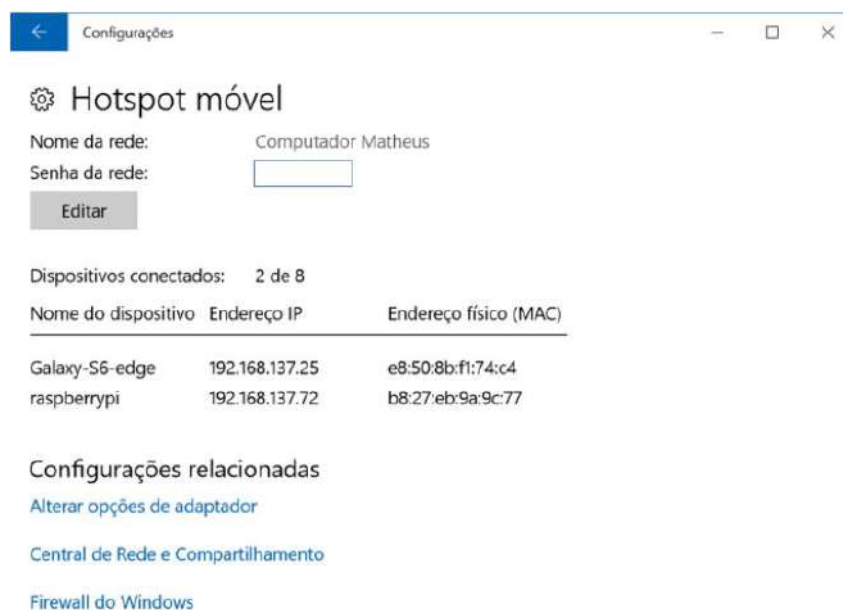 Configurações
Hotspot móvel
Nome da rede: Computador Matheus
Senha da rede:
Editar
Dispositivos conectados: 2 de 8
Nome do dispositivo Endereço IP Endereço físico (MAC)
Galaxy-S6-edge 192.168.137.25 e8:50:8b:f1:74:c4
raspberrypi 192.168.137.72 b8:27:eb:9a:9c:77
Configurações relacionadas
Alterar opções de adaptador
Central de Rede e Compartilhamento
Firewall do Windows